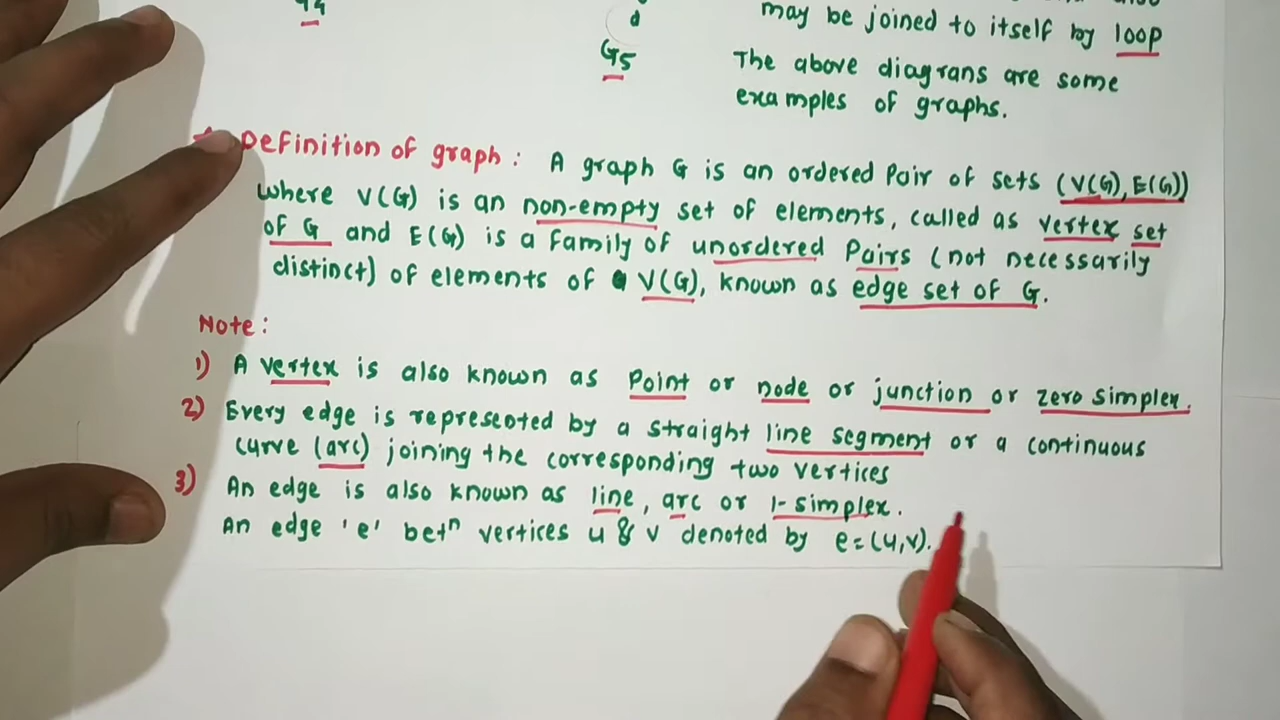 G4
d
G5
may be joined to itself by loop
The above diagrans are some
examples of graphs.
Definition of graph : A graph G is an ordered Pair of sets (V(G), E(G))
where V(G) is an non-empty set of elements, called as vertex set
of G and E(G) is a family of unordered Pairs (not necessarily
distinct) of elements of V(G), known as edge set of G.
Note :
1) A vertex is also known as Point or node or junction or zero simplex.
2) Every edge is represented by a straight line segment or a continuous
curve (arc) joining the corresponding two vertices
3) An edge is also known as line, arc or 1-simplex.
An edge 'e' betn vertices u & v denoted by e=(u,v).